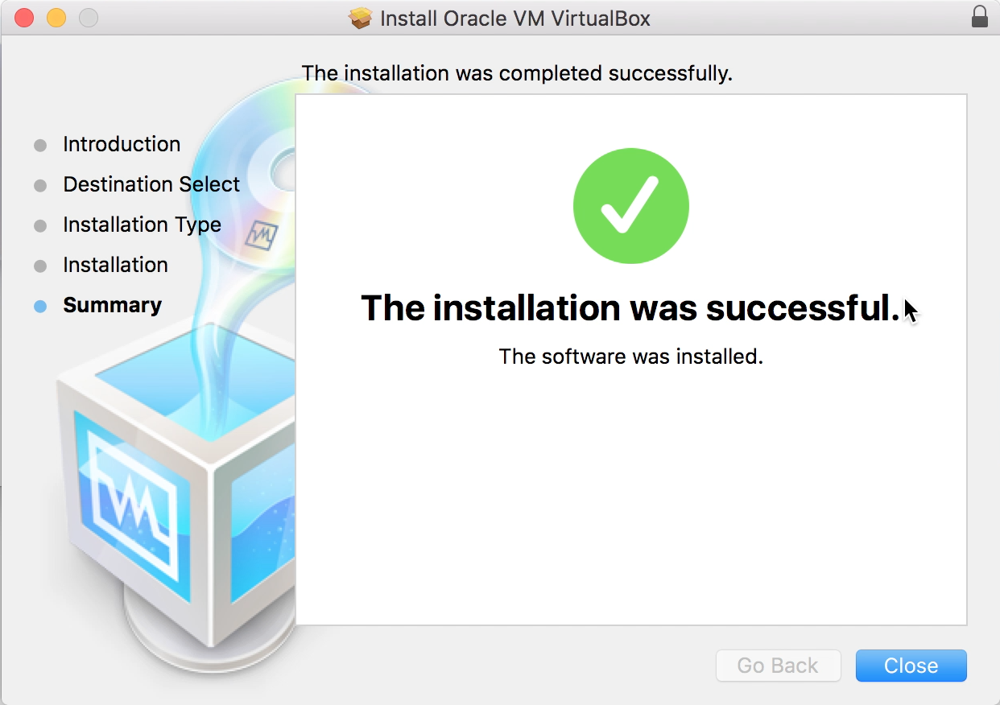 Install Oracle VM VirtualBox
The installation was completed successfully.
Introduction
Destination Select
Installation Type
Installation
Summary
The installation was successful.
The software was installed.
Go Back
Close